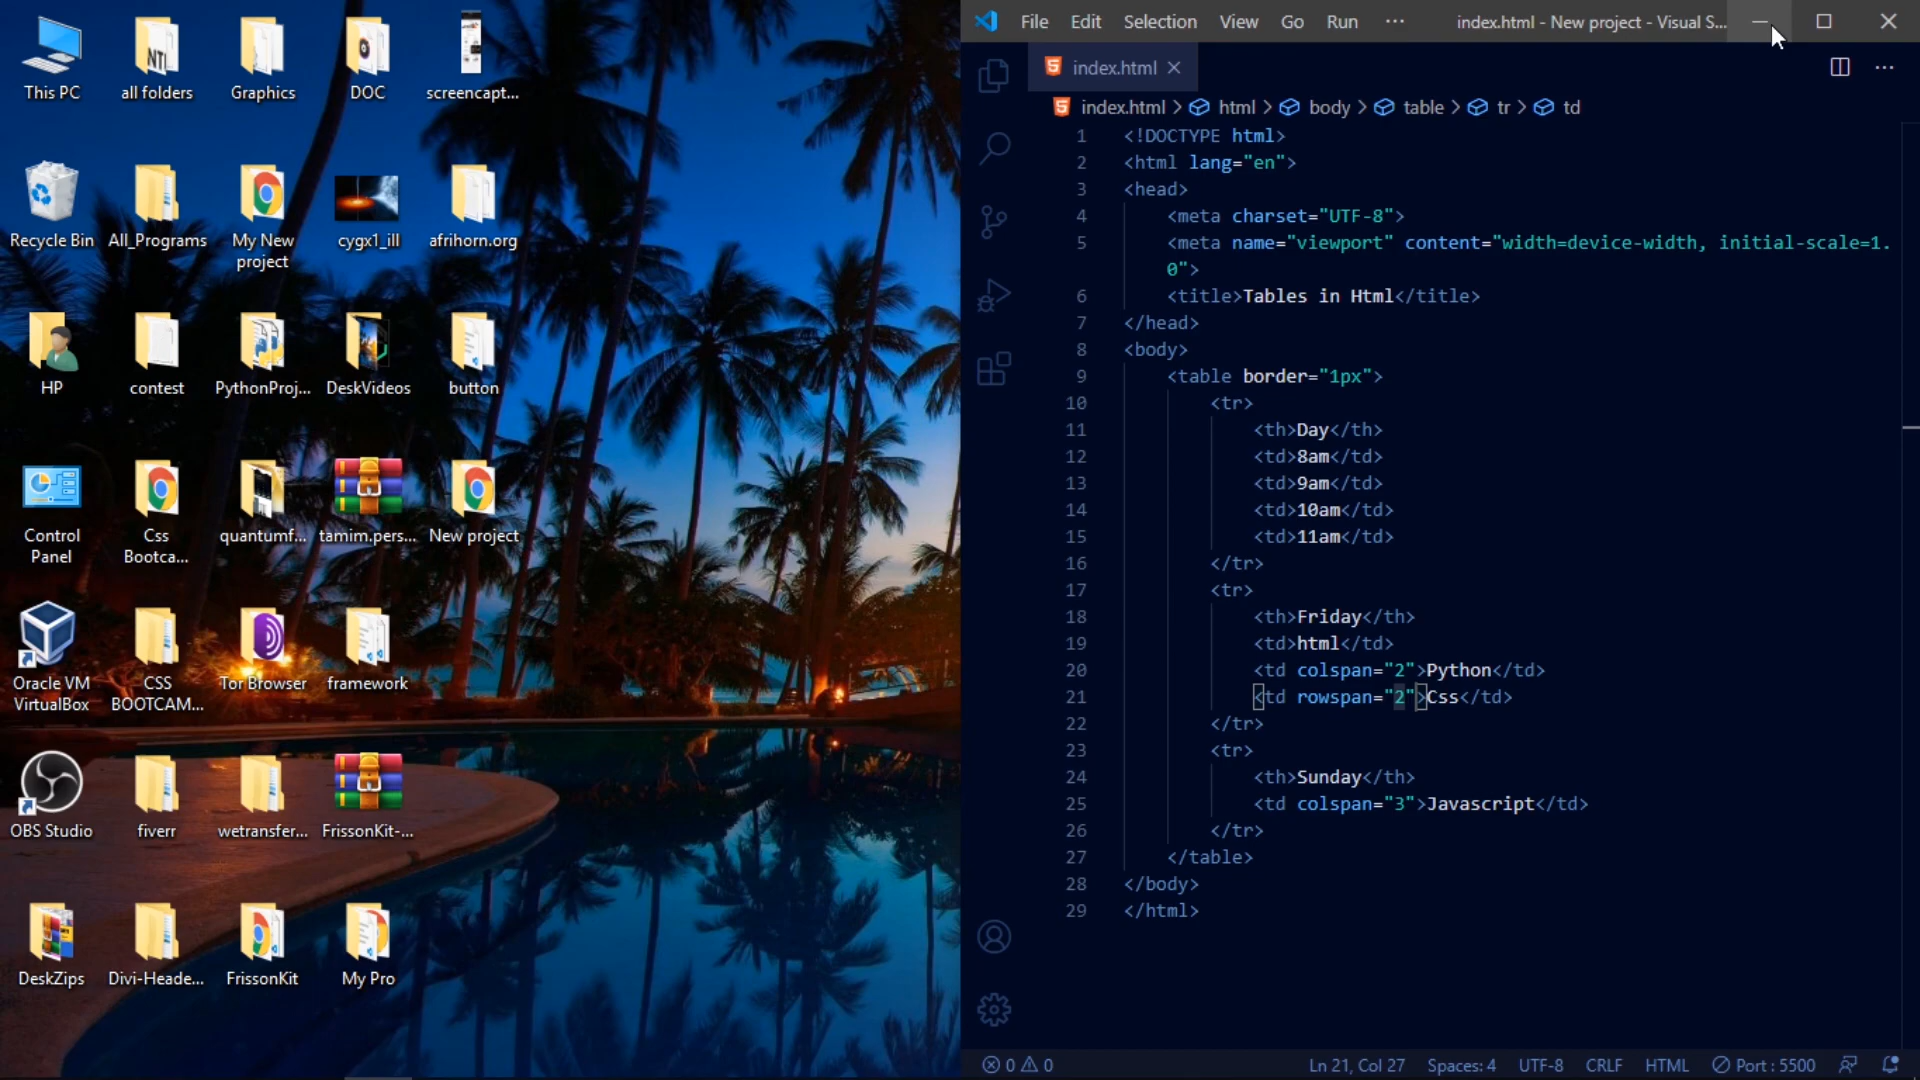 This PC
all folders
Graphics
DOC
screencapt...
Recycle Bin
All_Programs
My New
project
cygx1_ill
afrihorn.org
HP
contest
PythonProj...
DeskVideos
button
Control
Panel
Css
Bootca...
quantumf...
tamim.pers...
New project
Oracle VM
VirtualBox
CSS
BOOTCAM...
Tor Browser
framework
OBS Studio
fiverr
wetransfer...
FrissonKit-...
DeskZips
Divi-Heade...
FrissonKit
My Pro
File Edit Selection View Go Run ··· index.html - New project - Visual S...
index.html
index.html > html > body > table > tr > td
1 <!DOCTYPE html>
2 <html lang="en">
3 <head>
4 <meta charset="UTF-8">
5 <meta name="viewport" content="width=device-width, initial-scale=1.
0">
6 <title>Tables in Html</title>
7 </head>
8 <body>
9 <table border="1px">
10 <tr>
11 <th>Day</th>
12 <td>8am</td>
13 <td>9am</td>
14 <td>10am</td>
15 <td>11am</td>
16 </tr>
17 <tr>
18 <th>Friday</th>
19 <td>html</td>
20 <td colspan="2">Python</td>
21 <td rowspan="2">Css</td>
22 </tr>
23 <tr>
24 <th>Sunday</th>
25 <td colspan="3">Javascript</td>
26 </tr>
27 </table>
28 </body>
29 </html>
0 0 Ln 21, Col 27 Spaces: 4 UTF-8 CRLF HTML Port : 5500